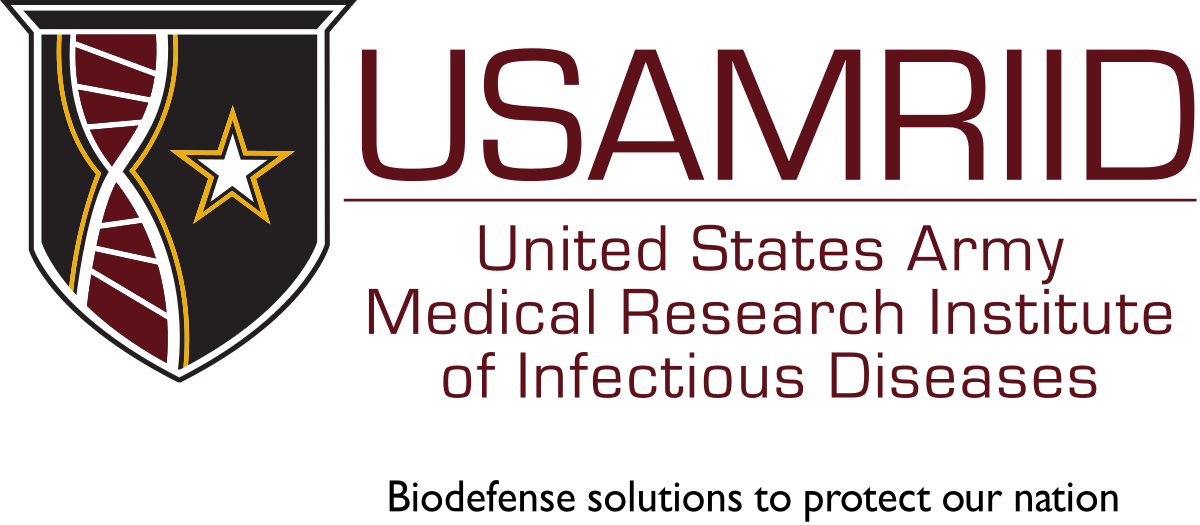 USAMRIID
United States Army
Medical Research Institute
of Infectious Diseases
Biodefense solutions to protect our nation